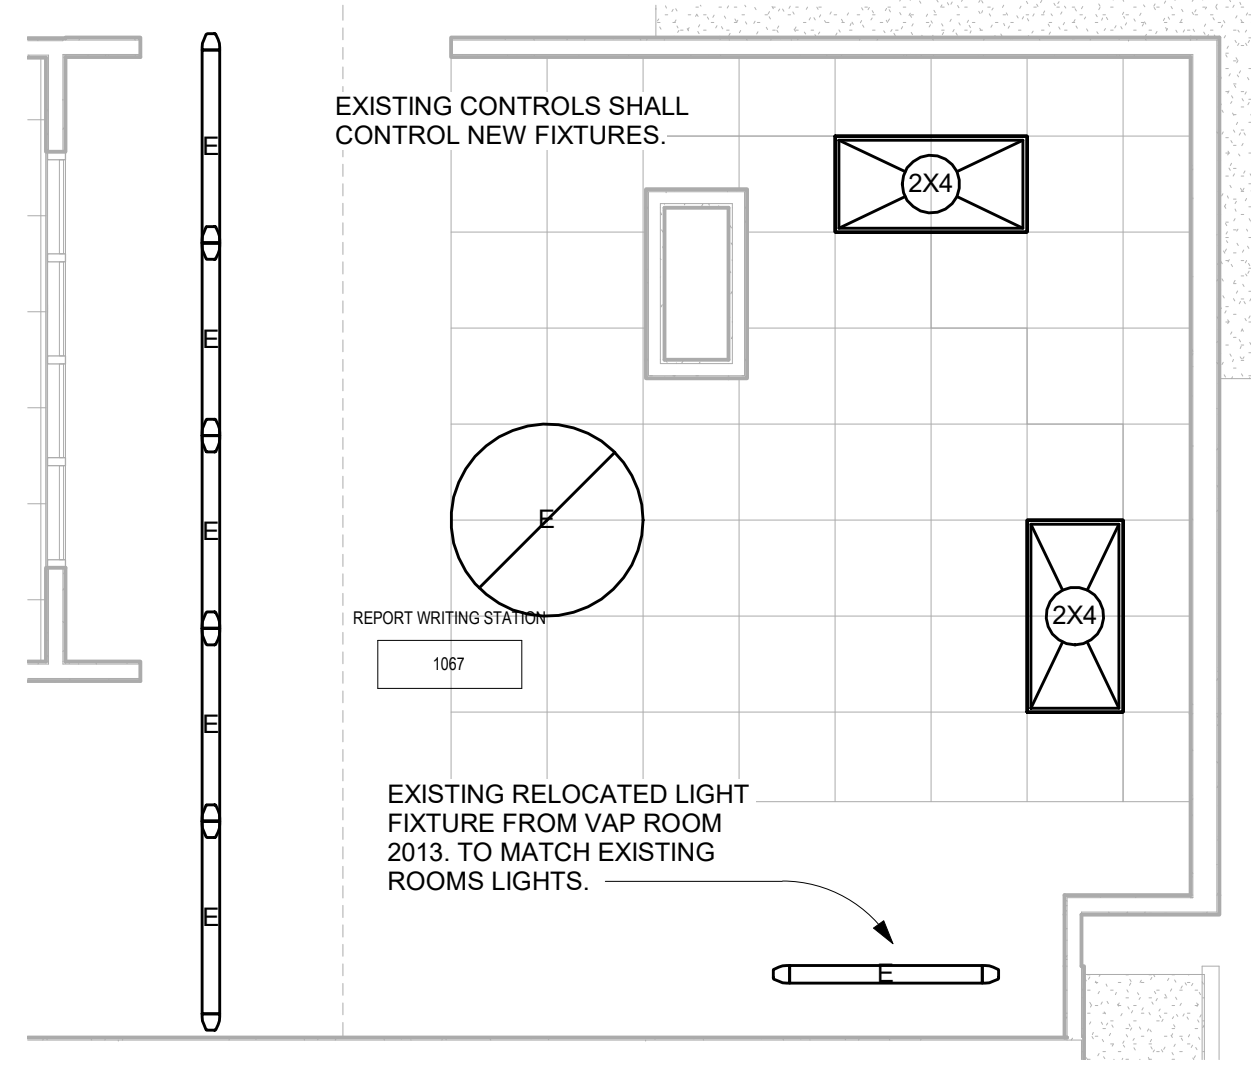 EXISTING CONTROLS SHALL
CONTROL NEW FIXTURES.
E
2X4
E
E
E
2X4
REPORT WRITING STATION
1067
E
EXISTING RELOCATED LIGHT
FIXTURE FROM VAP ROOM
2013. TO MATCH EXISTING
ROOMS LIGHTS.
E
E